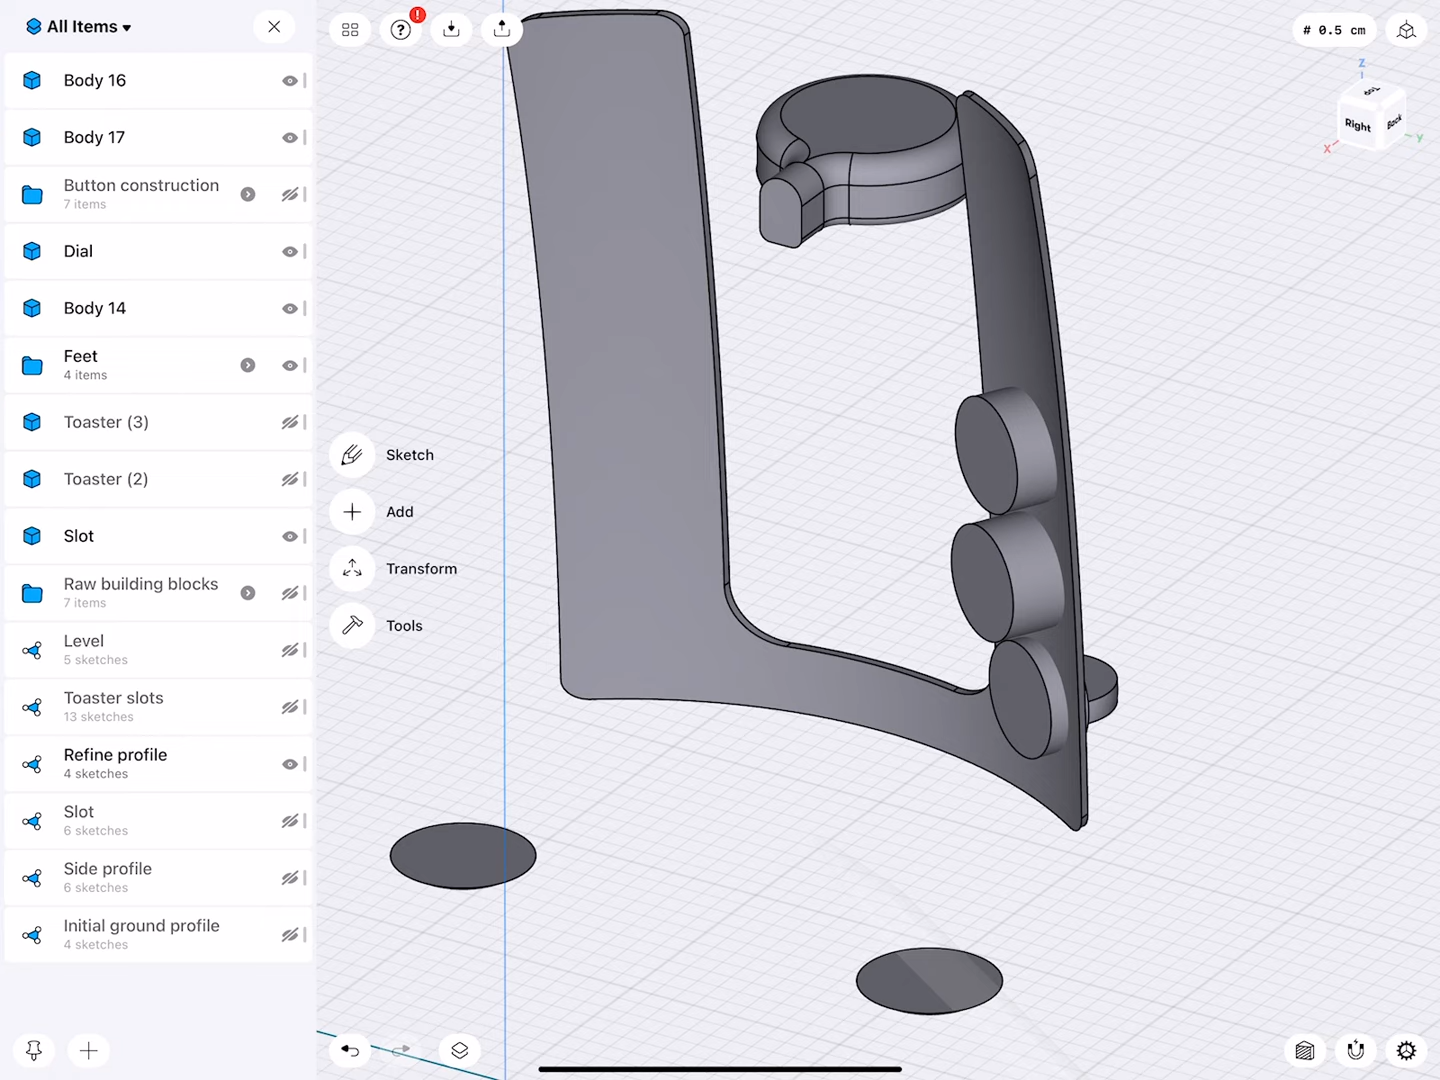 All Items
# 0.5 cm
Body 16
Body 17
Button construction
7 items
Dial
Body 14
Feet
4 items
Toaster (3)
Toaster (2)
Slot
Raw building blocks
7 items
Level
5 sketches
Toaster slots
13 sketches
Refine profile
4 sketches
Slot
6 sketches
Side profile
6 sketches
Initial ground profile
4 sketches
Sketch
Add
Transform
Tools
Z
Top
Right
Back
X
Y